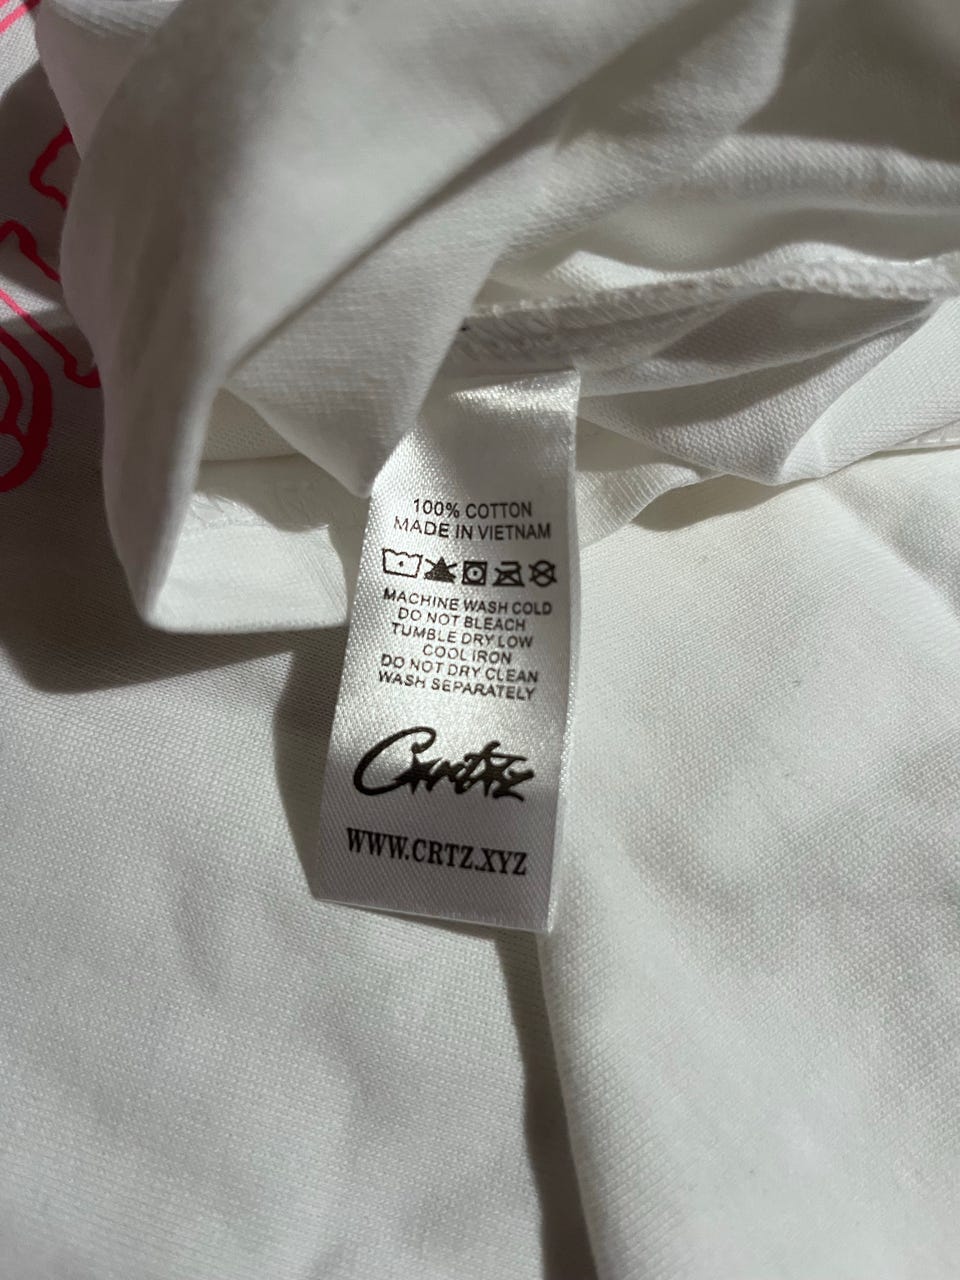 100% COTTON
MADE IN VIETNAM
MACHINE WASH COLD
DO NOT BLEACH
TUMBLE DRY LOW
COOL IRON
DO NOT DRY CLEAN
WASH SEPARATELY
Crtz
WWW.CRTZ.XYZ